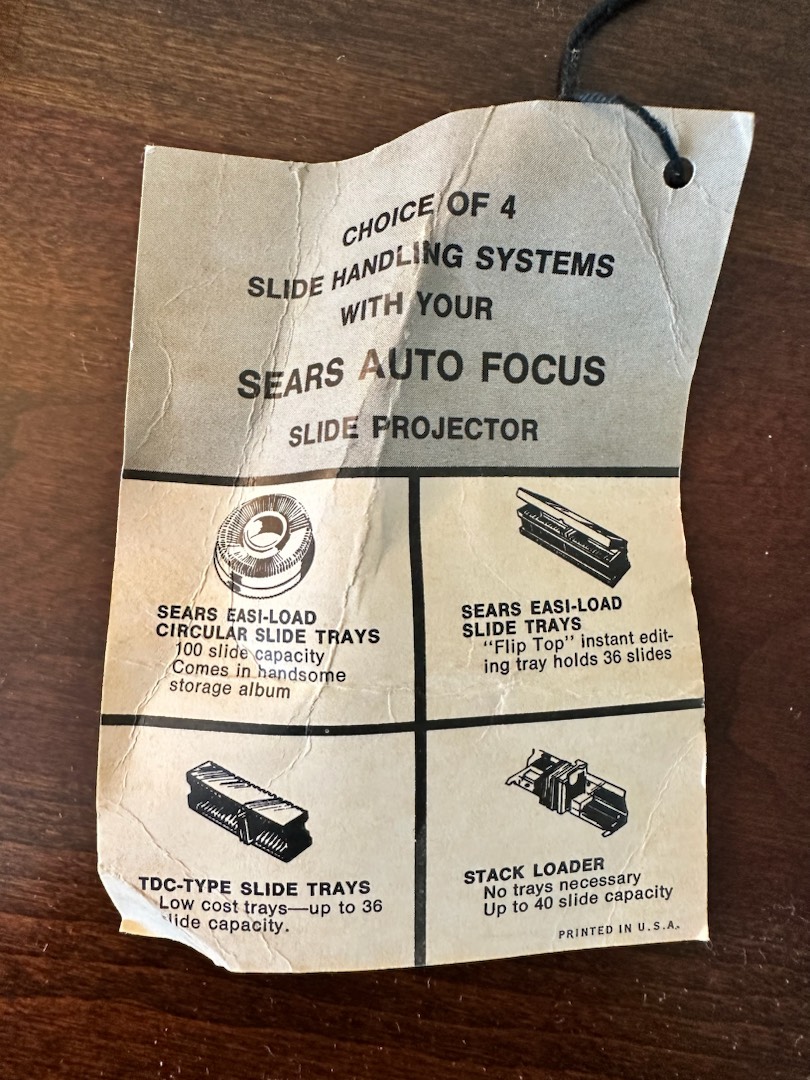 CHOICE OF 4
SLIDE HANDLING SYSTEMS
WITH YOUR
SEARS AUTO FOCUS
SLIDE PROJECTOR
SEARS EASI-LOAD
CIRCULAR SLIDE TRAYS
100 slide capacity
Comes in handsome
storage album
SEARS EASI-LOAD
SLIDE TRAYS
"Flip Top" instant edit-
ing tray holds 36 slides
TDC-TYPE SLIDE TRAYS
Low cost trays—up to 36
slide capacity.
STACK LOADER
No trays necessary
Up to 40 slide capacity
PRINTED IN U.S.A.